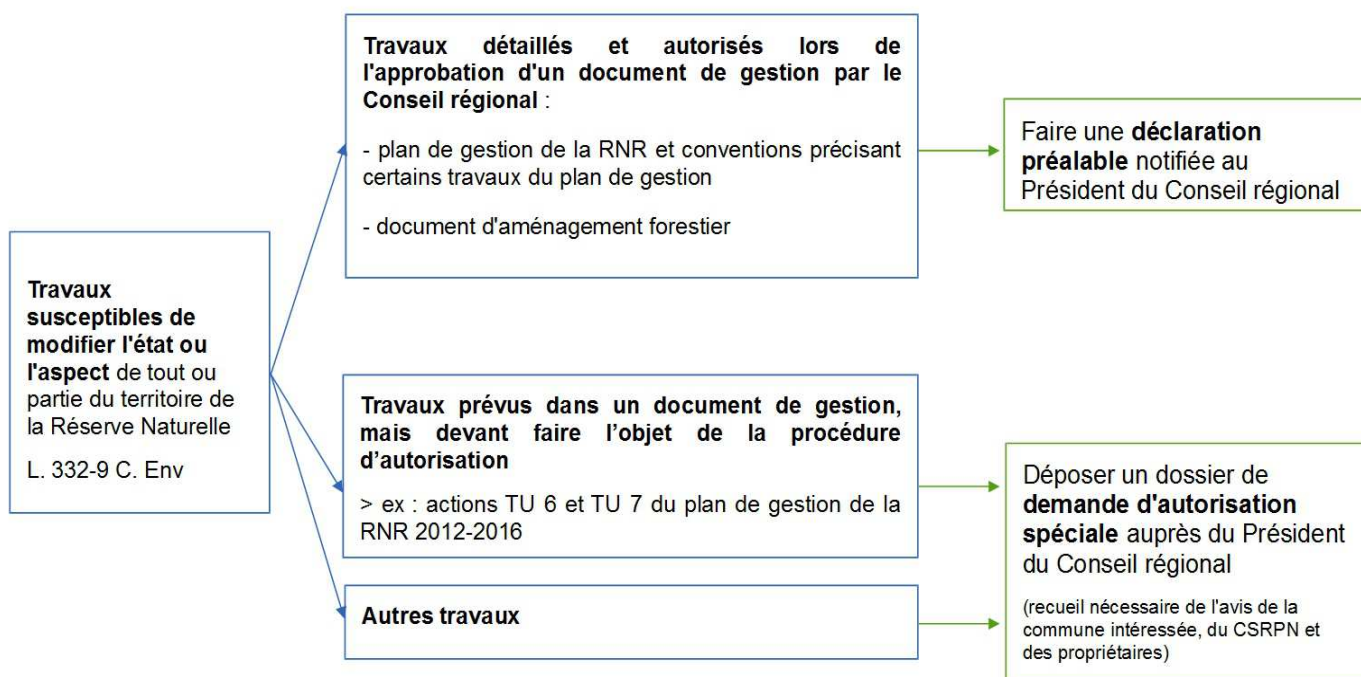 Travaux
susceptibles de
modifier l'état ou
l'aspect de tout ou
partie du territoire de
la Réserve Naturelle
L. 332-9 C. Env
Travaux détaillés et autorisés lors de
l'approbation d'un document de gestion par le
Conseil régional :
- plan de gestion de la RNR et conventions précisant
certains travaux du plan de gestion
- document d'aménagement forestier
Faire une déclaration
préalable notifiée au
Président du Conseil régional
Travaux prévus dans un document de gestion,
mais devant faire l’objet de la procédure
d’autorisation
> ex : actions TU 6 et TU 7 du plan de gestion de la
RNR 2012-2016
Autres travaux
Déposer un dossier de
demande d'autorisation
spéciale auprès du Président
du Conseil régional
(recueil nécessaire de l'avis de la
commune intéressée, du CSRPN et
des propriétaires)